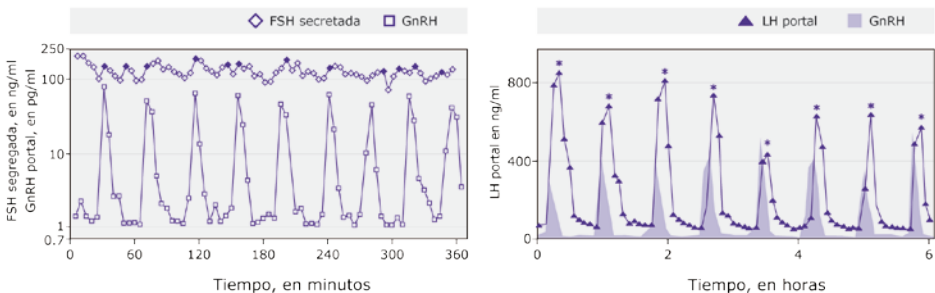 FSH secretada GnRH
FSH segregada, en ng/ml
GnRH portal, en pg/ml
250
100
10
1
0.7
0 60 120 180 240 300 360
Tiempo, en minutos
LH portal GnRH
LH portal en ng/ml
800
400
0
0 2 4 6
Tiempo, en horas
* * * * * * * *